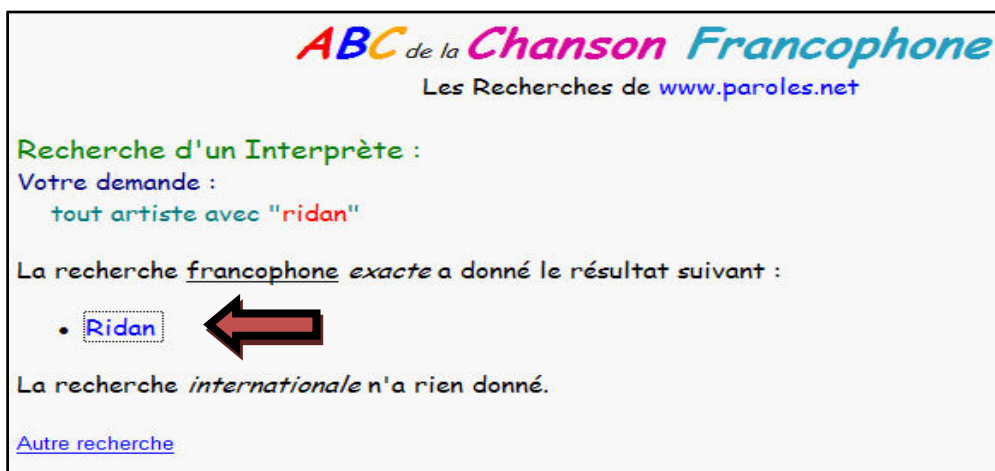 ABC de la Chanson Francophone
Les Recherches de www.paroles.net
Recherche d'un Interprète :
Votre demande :
tout artiste avec "ridan"
La recherche francophone exacte a donné le résultat suivant :
• Ridan
La recherche internationale n'a rien donné.
Autre recherche